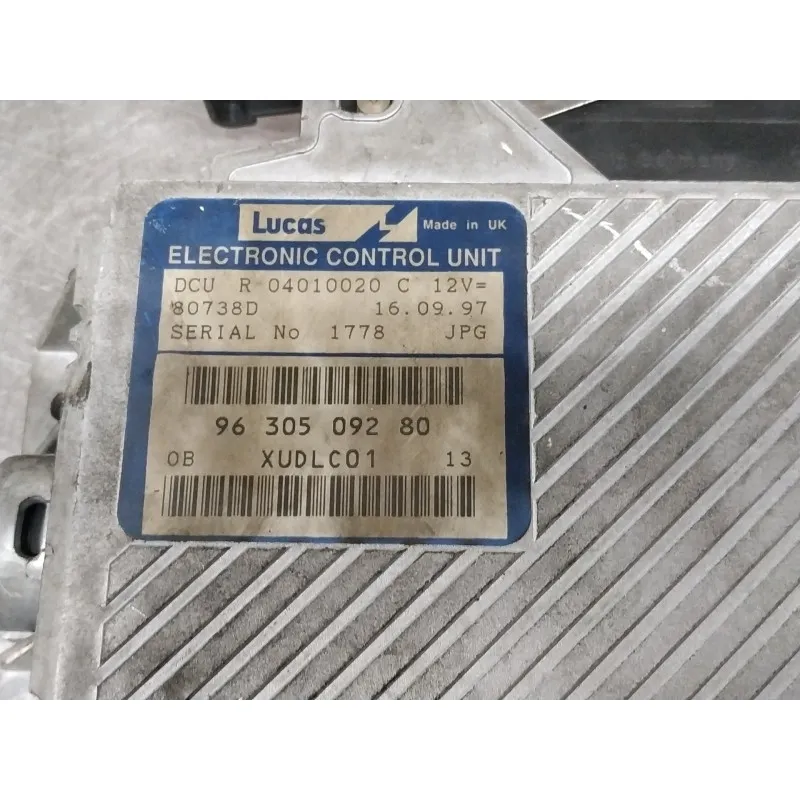 Lucas Made in UK
ELECTRONIC CONTROL UNIT
DCU R 04010020 C 12V=
80738D 16.09.97
SERIAL No 1778 JPG
96 305 092 80
0B XUDLC01 13